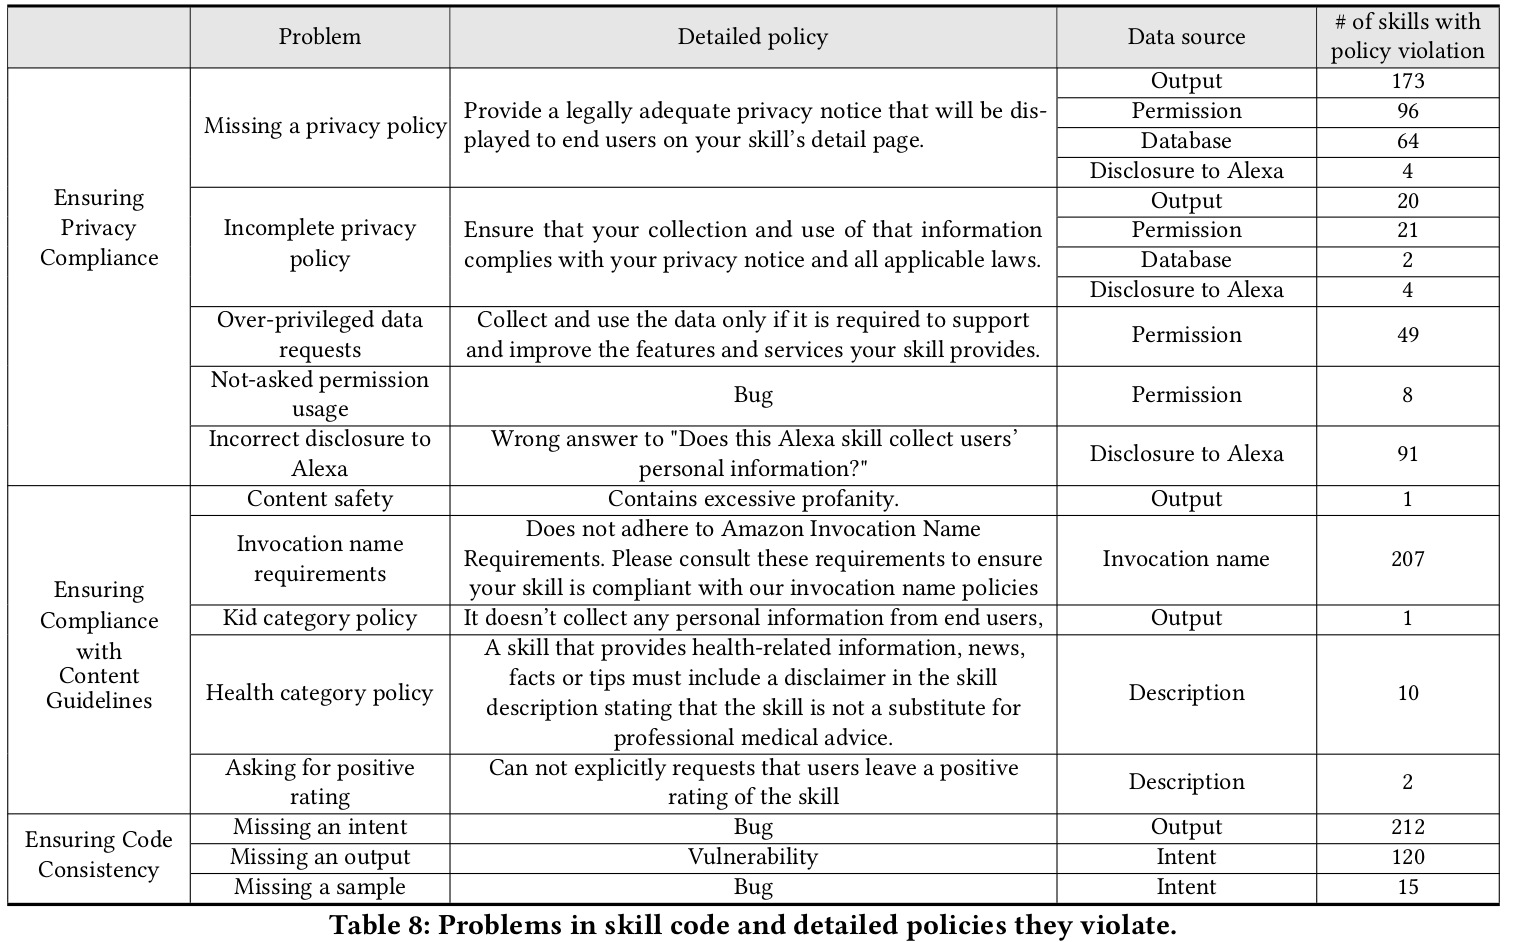 Problem
Detailed policy
Data source
# of skills with
policy violation
Ensuring
Privacy
Compliance
Missing a privacy policy
Provide a legally adequate privacy notice that will be dis-
played to end users on your skill's detail page.
Output
173
Permission
96
Database
64
Disclosure to Alexa
4
Incomplete privacy
policy
Ensure that your collection and use of that information
complies with your privacy notice and all applicable laws.
Output
20
Permission
21
Database
2
Disclosure to Alexa
4
Over-privileged data
requests
Collect and use the data only if it is required to support
and improve the features and services your skill provides.
Permission
49
Not-asked permission
usage
Bug
Permission
8
Incorrect disclosure to
Alexa
Wrong answer to "Does this Alexa skill collect users'
personal information?"
Disclosure to Alexa
91
Ensuring
Compliance
with
Content
Guidelines
Content safety
Contains excessive profanity.
Output
1
Invocation name
requirements
Does not adhere to Amazon Invocation Name
Requirements. Please consult these requirements to ensure
your skill is compliant with our invocation name policies
Invocation name
207
Kid category policy
It doesn't collect any personal information from end users,
Output
1
Health category policy
A skill that provides health-related information, news,
facts or tips must include a disclaimer in the skill
description stating that the skill is not a substitute for
professional medical advice.
Description
10
Asking for positive
rating
Can not explicitly requests that users leave a positive
rating of the skill
Description
2
Ensuring Code
Consistency
Missing an intent
Bug
Output
212
Missing an output
Vulnerability
Intent
120
Missing a sample
Bug
Intent
15
Table 8: Problems in skill code and detailed policies they violate.